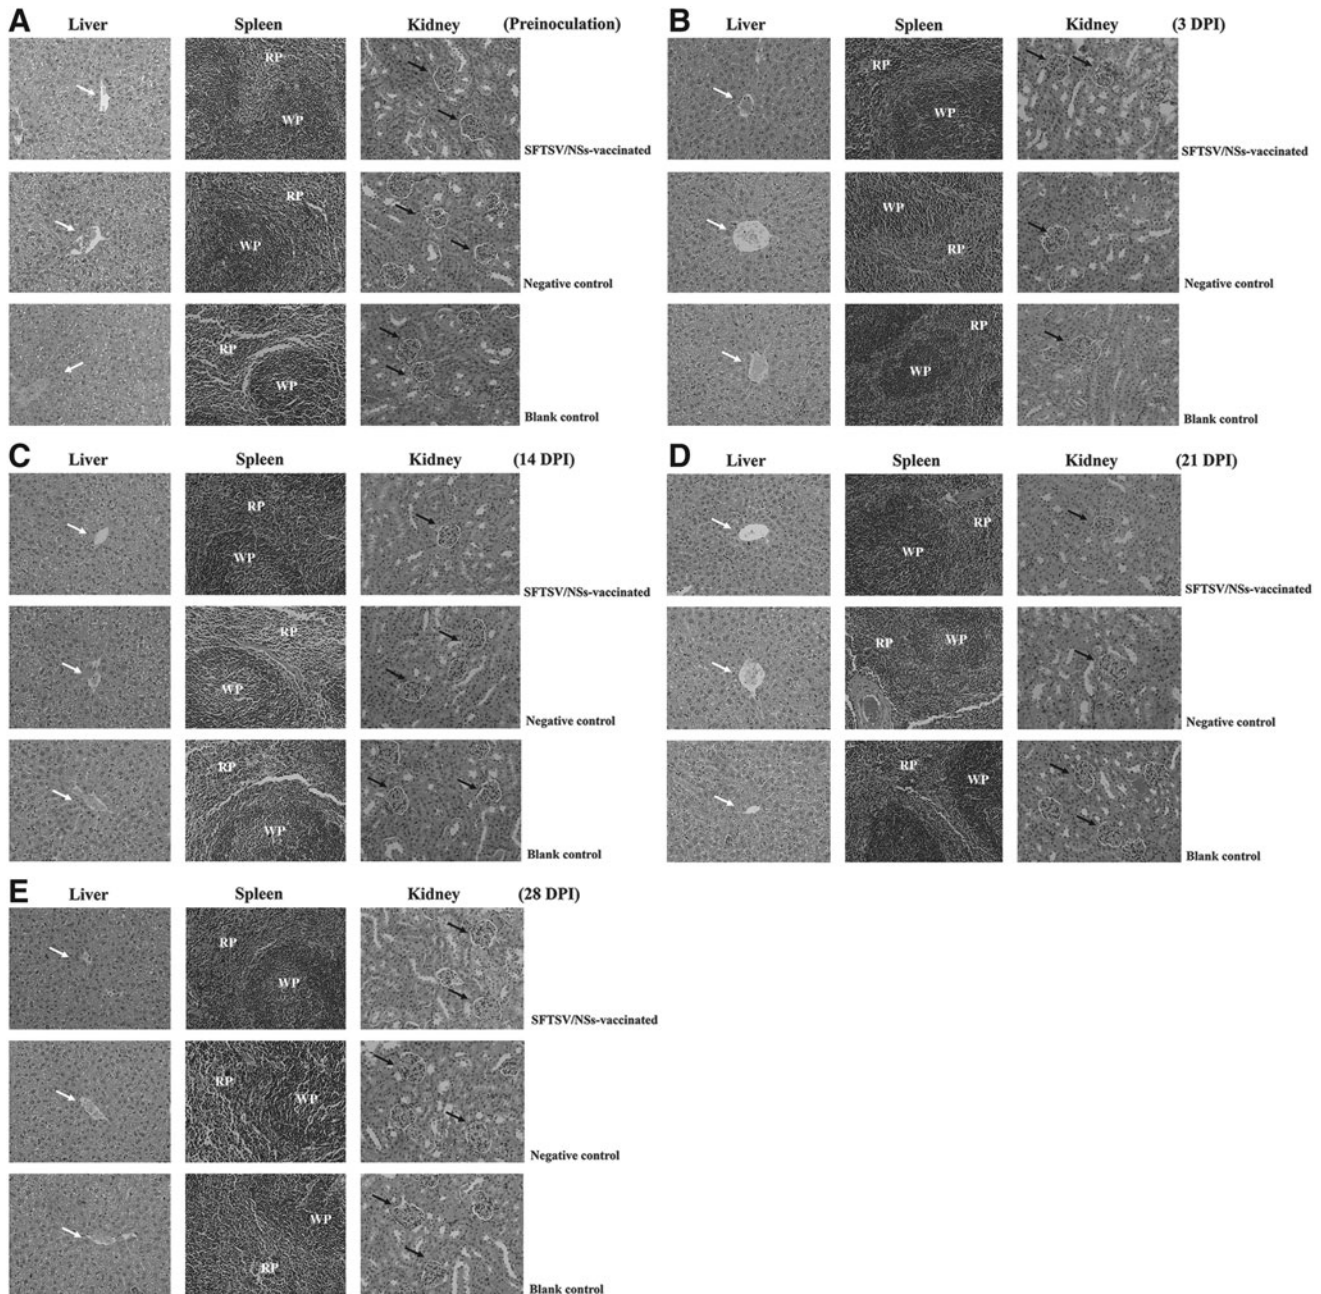 A
Liver Spleen Kidney (Preinoculation)
RP
WP
SFTSV/NSs-vaccinated
RP
WP
Negative control
RP
WP
Blank control
B
Liver Spleen Kidney (3 DPI)
RP
WP
SFTSV/NSs-vaccinated
WP
RP
Negative control
RP
WP
Blank control
C
Liver Spleen Kidney (14 DPI)
RP
WP
SFTSV/NSs-vaccinated
RP
WP
Negative control
RP
WP
Blank control
D
Liver Spleen Kidney (21 DPI)
RP
WP
SFTSV/NSs-vaccinated
RP WP
Negative control
RP
WP
Blank control
E
Liver Spleen Kidney (28 DPI)
RP
WP
SFTSV/NSs-vaccinated
RP
WP
Negative control
WP
RP
Blank control